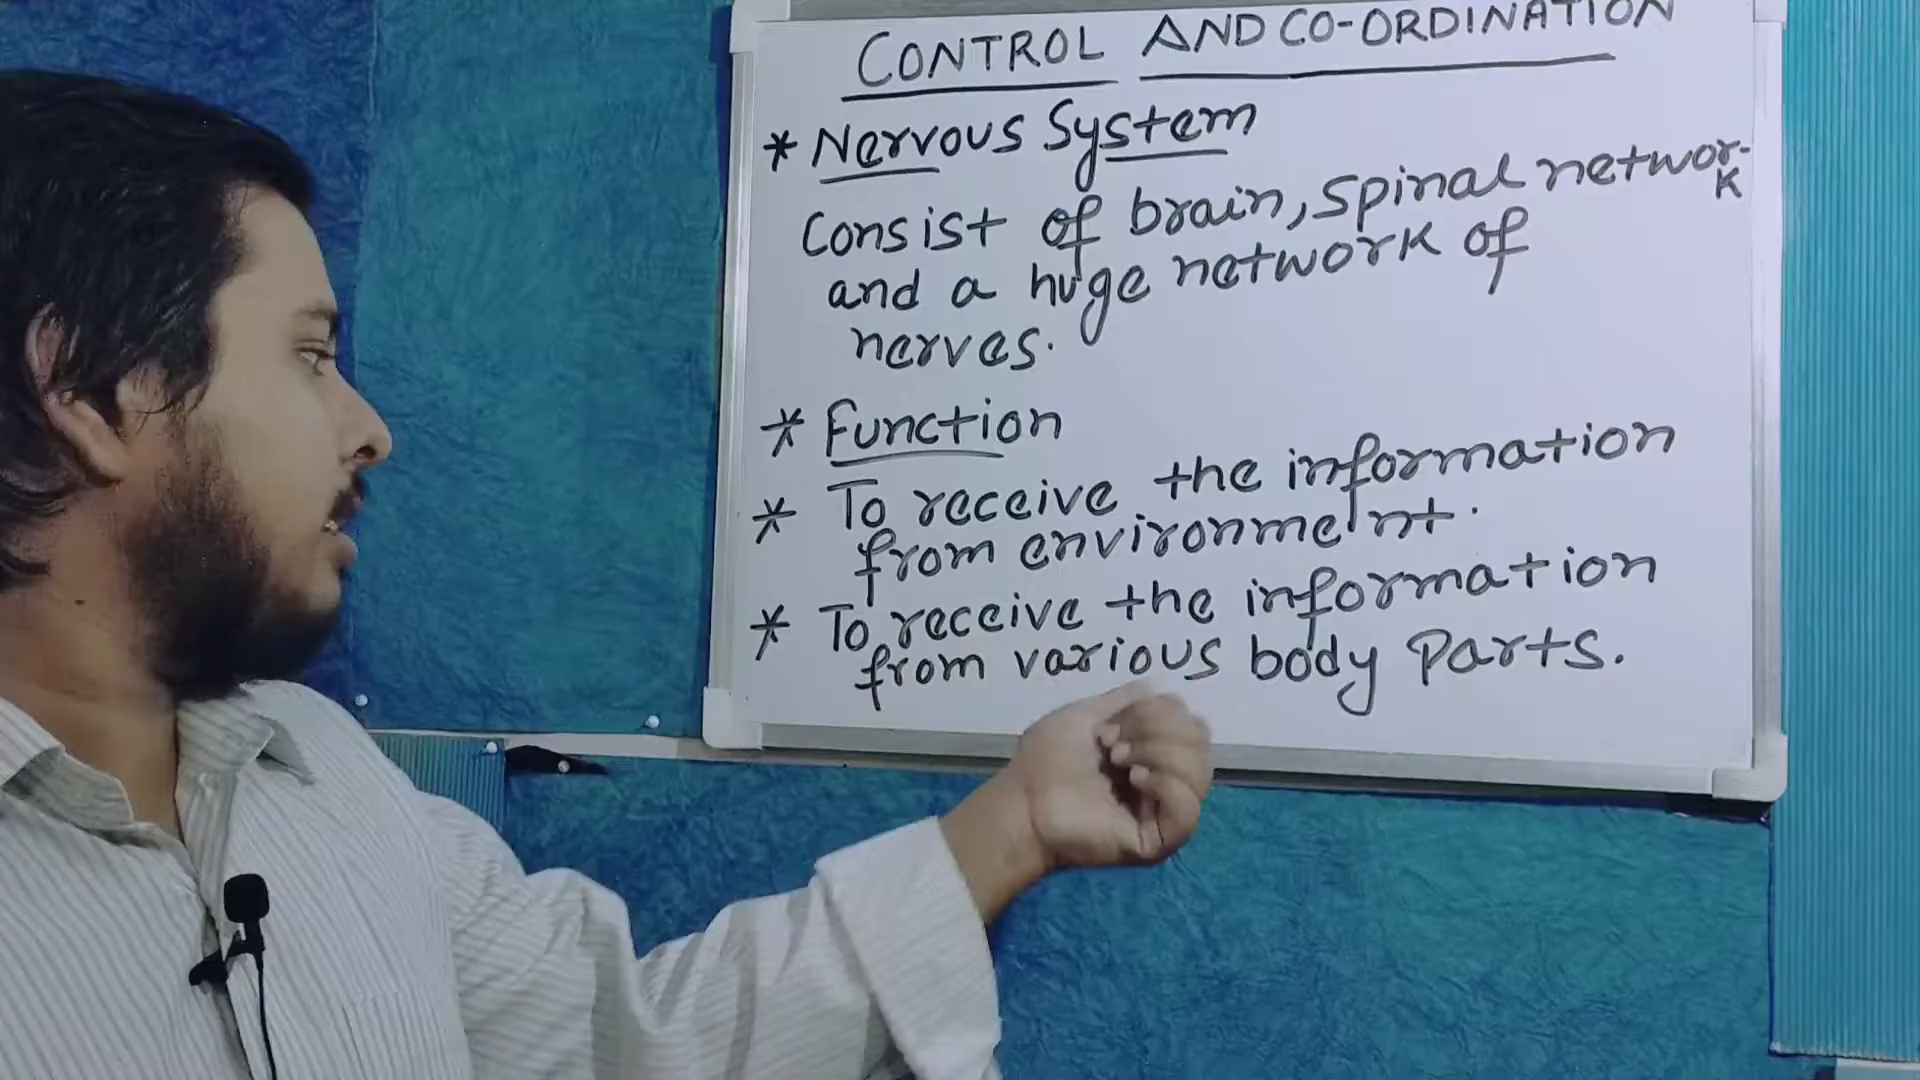 CONTROL AND CO-ORDINATION
* Nervous System
Consist of brain, spinal networ-
k
and a huge network of
nerves.
* Function
* To receive the information
from environment.
* To receive the information
from various body parts.